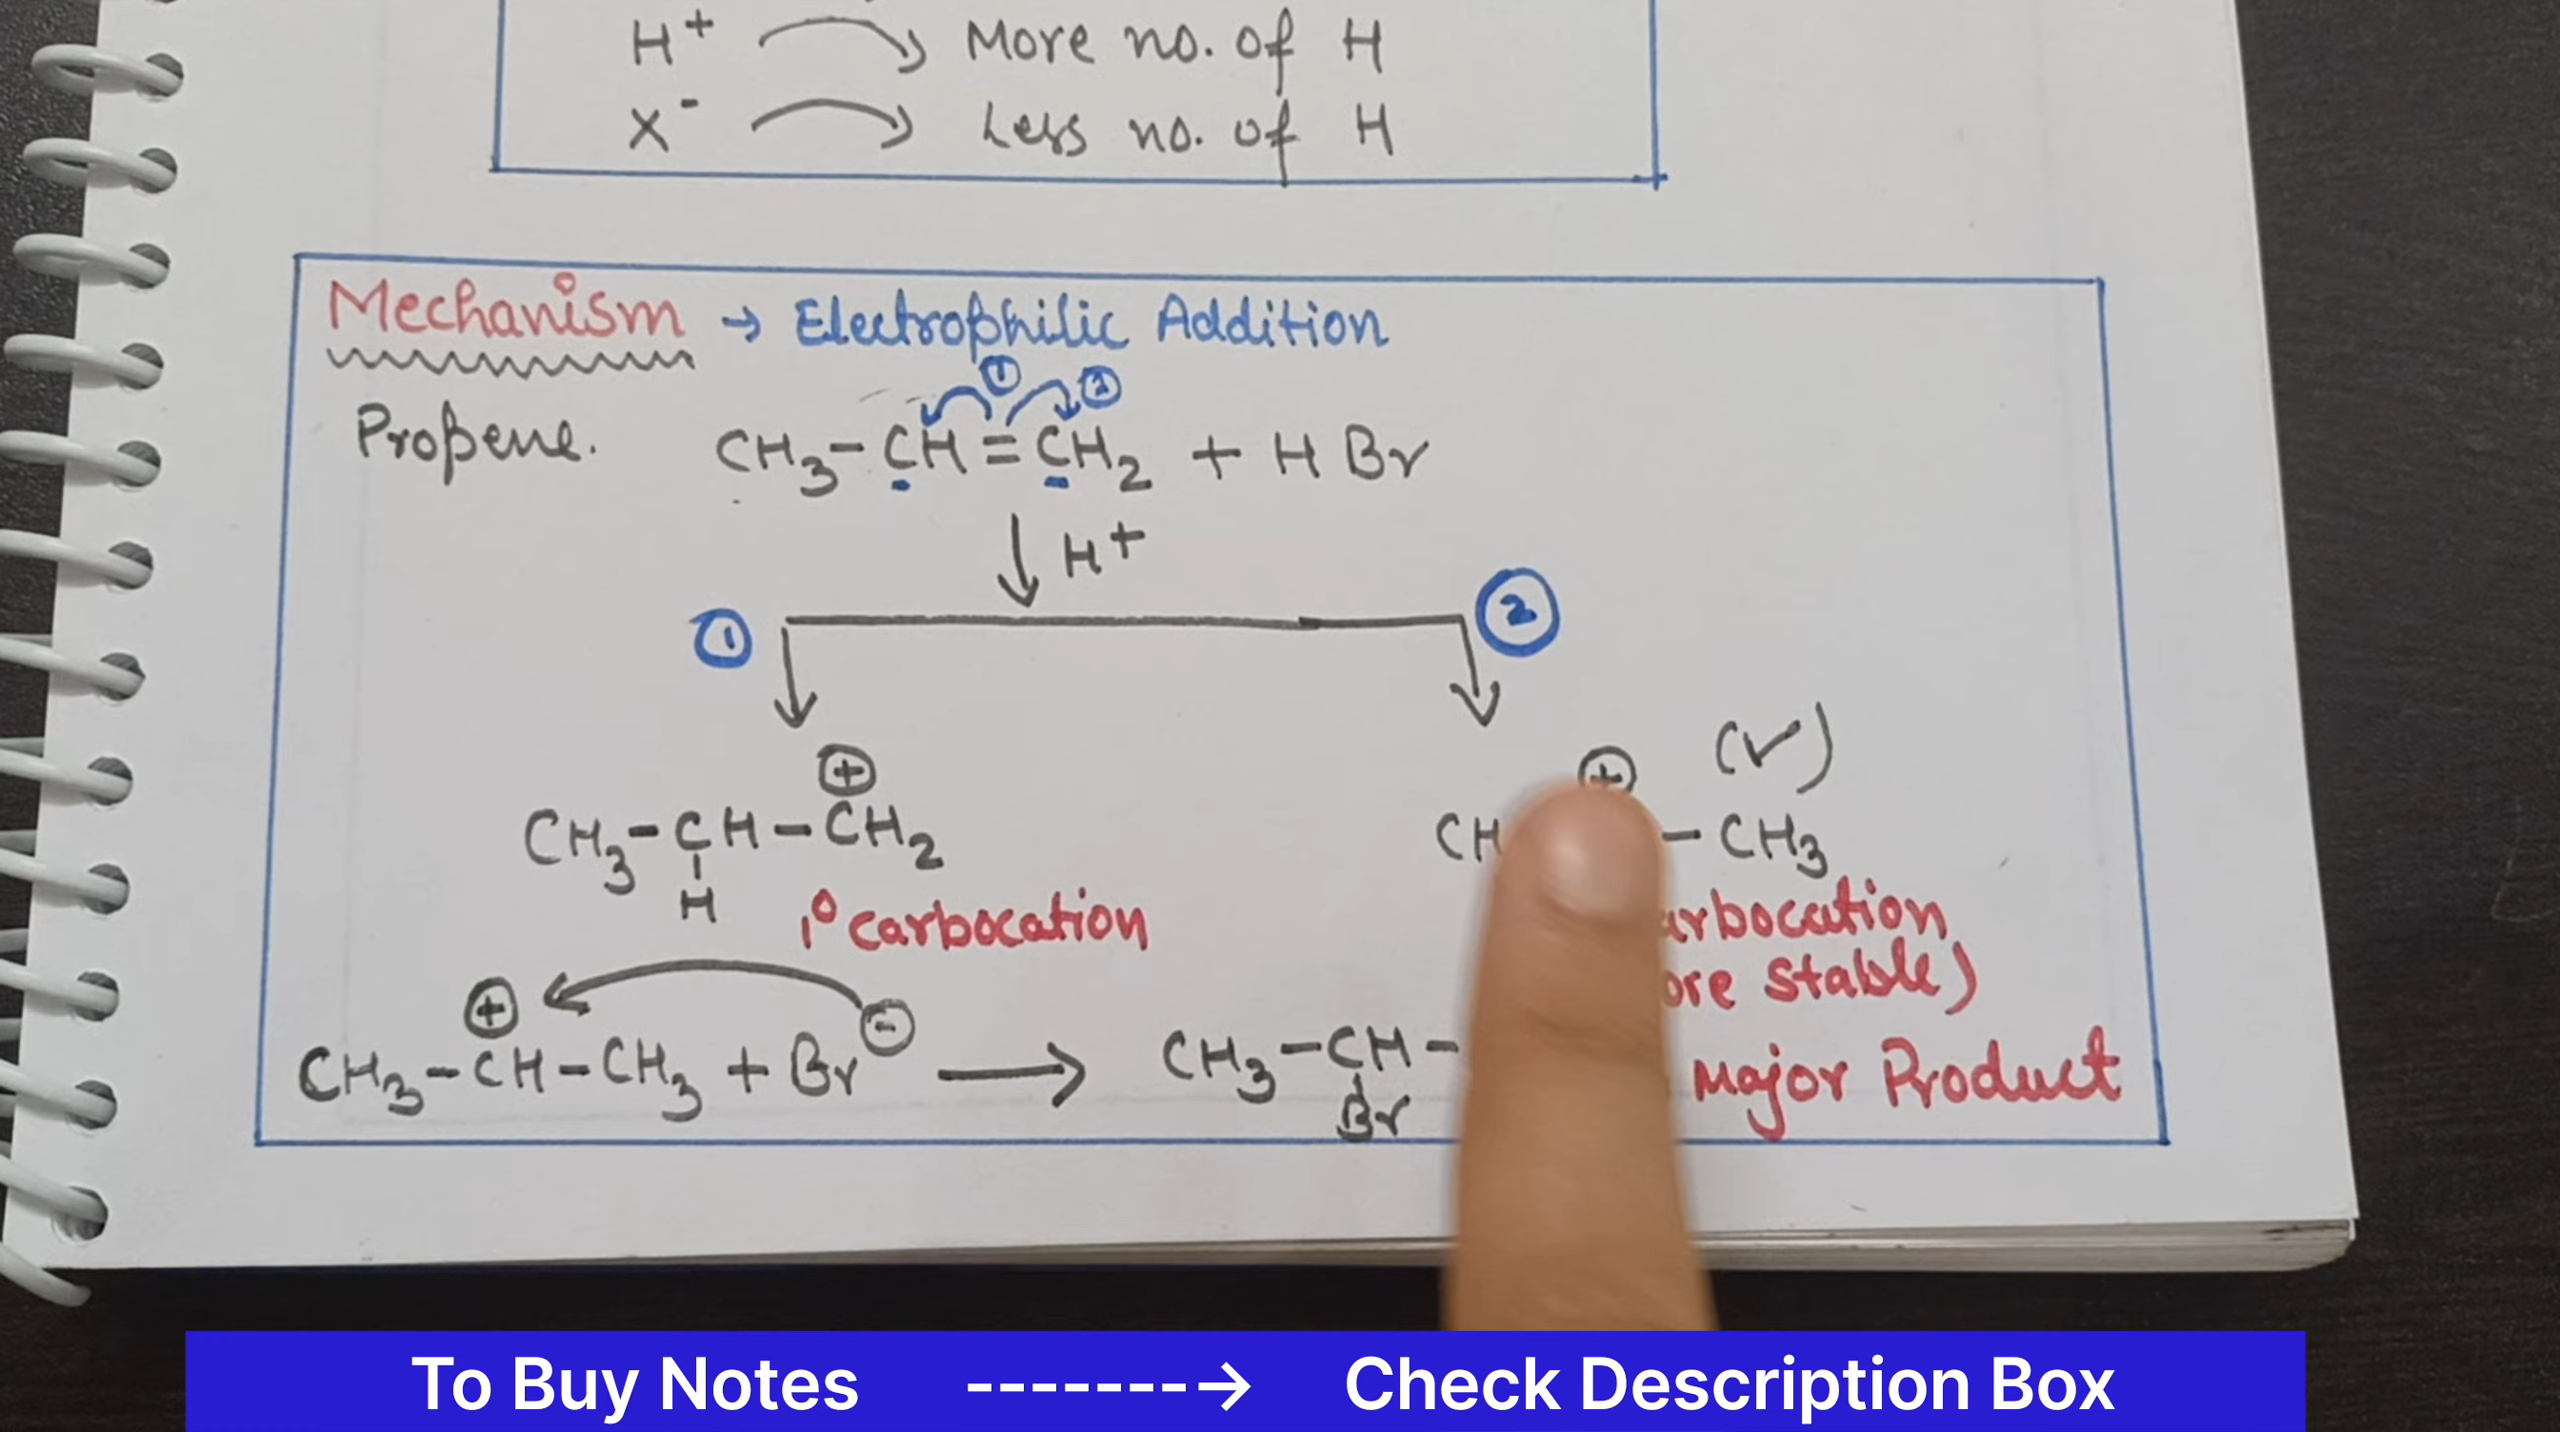 H⁺ → More no. of H
X⁻ → Less no. of H
Mechanism → Electrophilic Addition
① ②
Propene. CH₃-CH=CH₂ + HBr
↓ H⁺
① ②
⊕ ⊕ (✓)
CH₃-CH-CH₂ CH -CH₃
H
1° carbocation arbocation
ore stable)
⊕ ⊖
CH₃-CH-CH₃ + Br → CH₃-CH- Major Product
Br
To Buy Notes -------→ Check Description Box